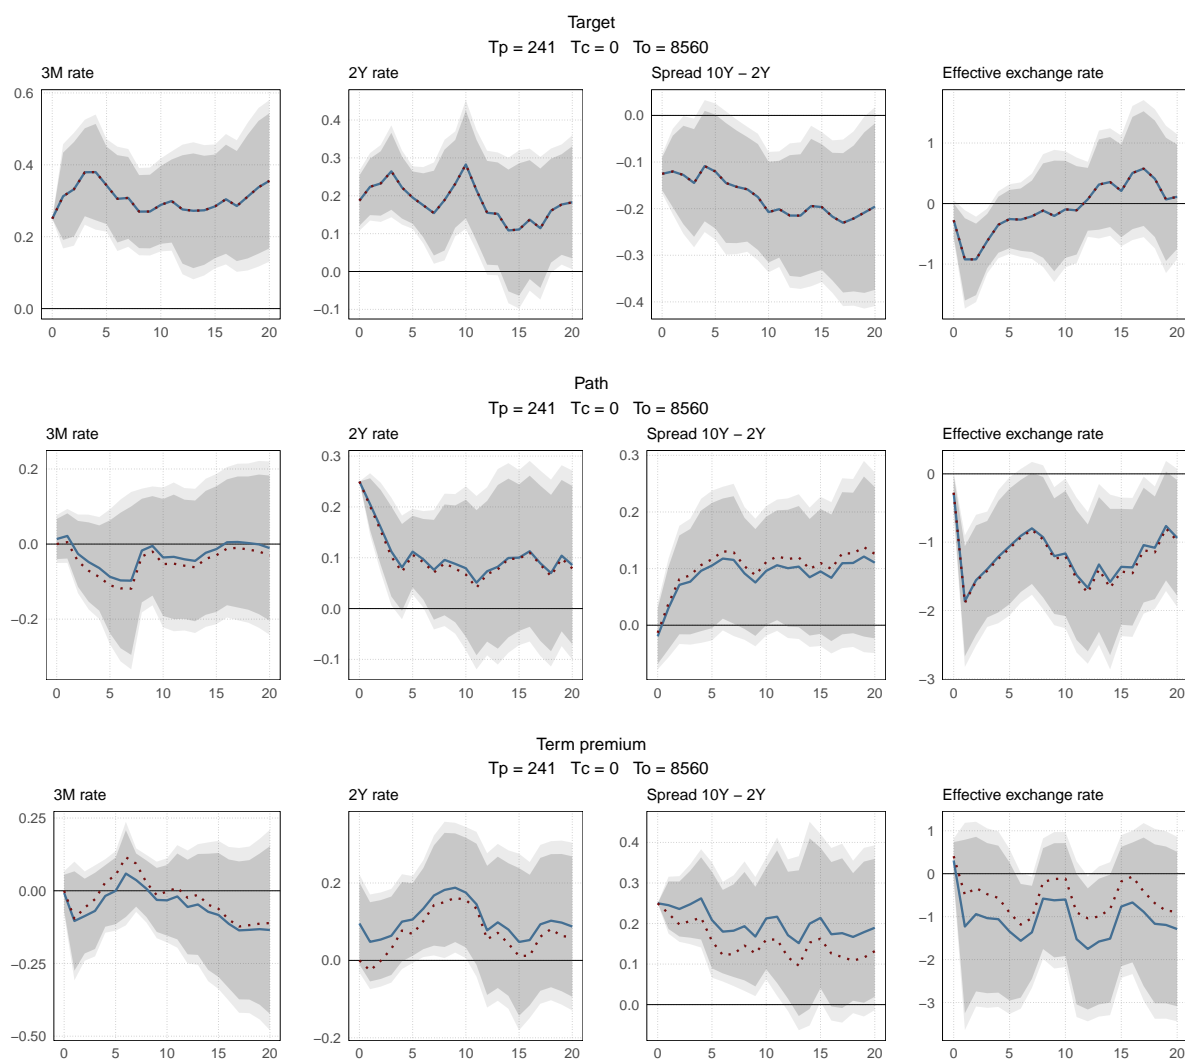 Target
Tp = 241 Tc = 0 To = 8560
3M rate 2Y rate Spread 10Y − 2Y Effective exchange rate
0.6
0.4
0.2
0.0
0 5 10 15 20
0.4
0.3
0.2
0.1
0.0
−0.1
0 5 10 15 20
0.0
−0.1
−0.2
−0.3
−0.4
0 5 10 15 20
1
0
−1
0 5 10 15 20
Path
Tp = 241 Tc = 0 To = 8560
3M rate 2Y rate Spread 10Y − 2Y Effective exchange rate
0.2
0.0
−0.2
0 5 10 15 20
0.3
0.2
0.1
0.0
−0.1
0 5 10 15 20
0.3
0.2
0.1
0.0
0 5 10 15 20
0
−1
−2
−3
0 5 10 15 20
Term premium
Tp = 241 Tc = 0 To = 8560
3M rate 2Y rate Spread 10Y − 2Y Effective exchange rate
0.25
0.00
−0.25
−0.50
0 5 10 15 20
0.2
0.0
−0.2
0 5 10 15 20
0.4
0.3
0.2
0.1
0.0
0 5 10 15 20
1
0
−1
−2
−3
0 5 10 15 20